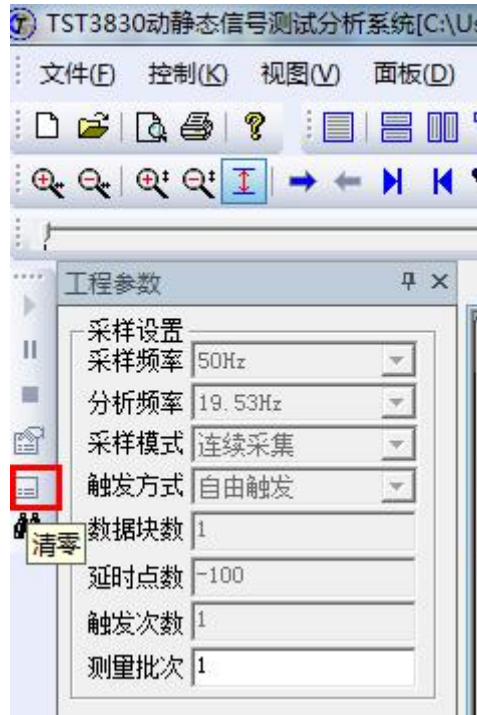 TST3830动静态信号测试分析系统[C:\Us
文件(F) 控制(K) 视图(V) 面板(D)
工程参数
采样设置
采样频率 50Hz
分析频率 19.53Hz
采样模式 连续采集
触发方式 自由触发
数据块数 1
清零
延时点数 -100
触发次数 1
测量批次 1